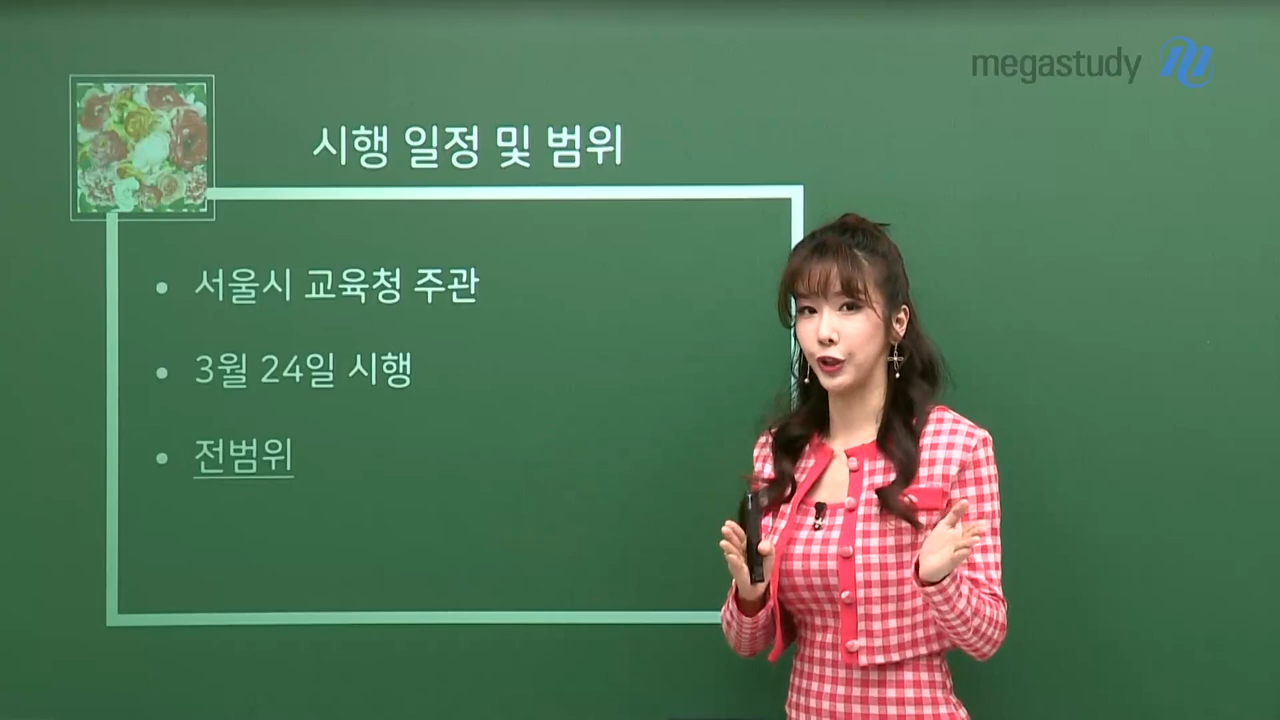 megastudy
시행 일정 및 범위
서울시 교육청 주관
3월 24일 시행
전범위